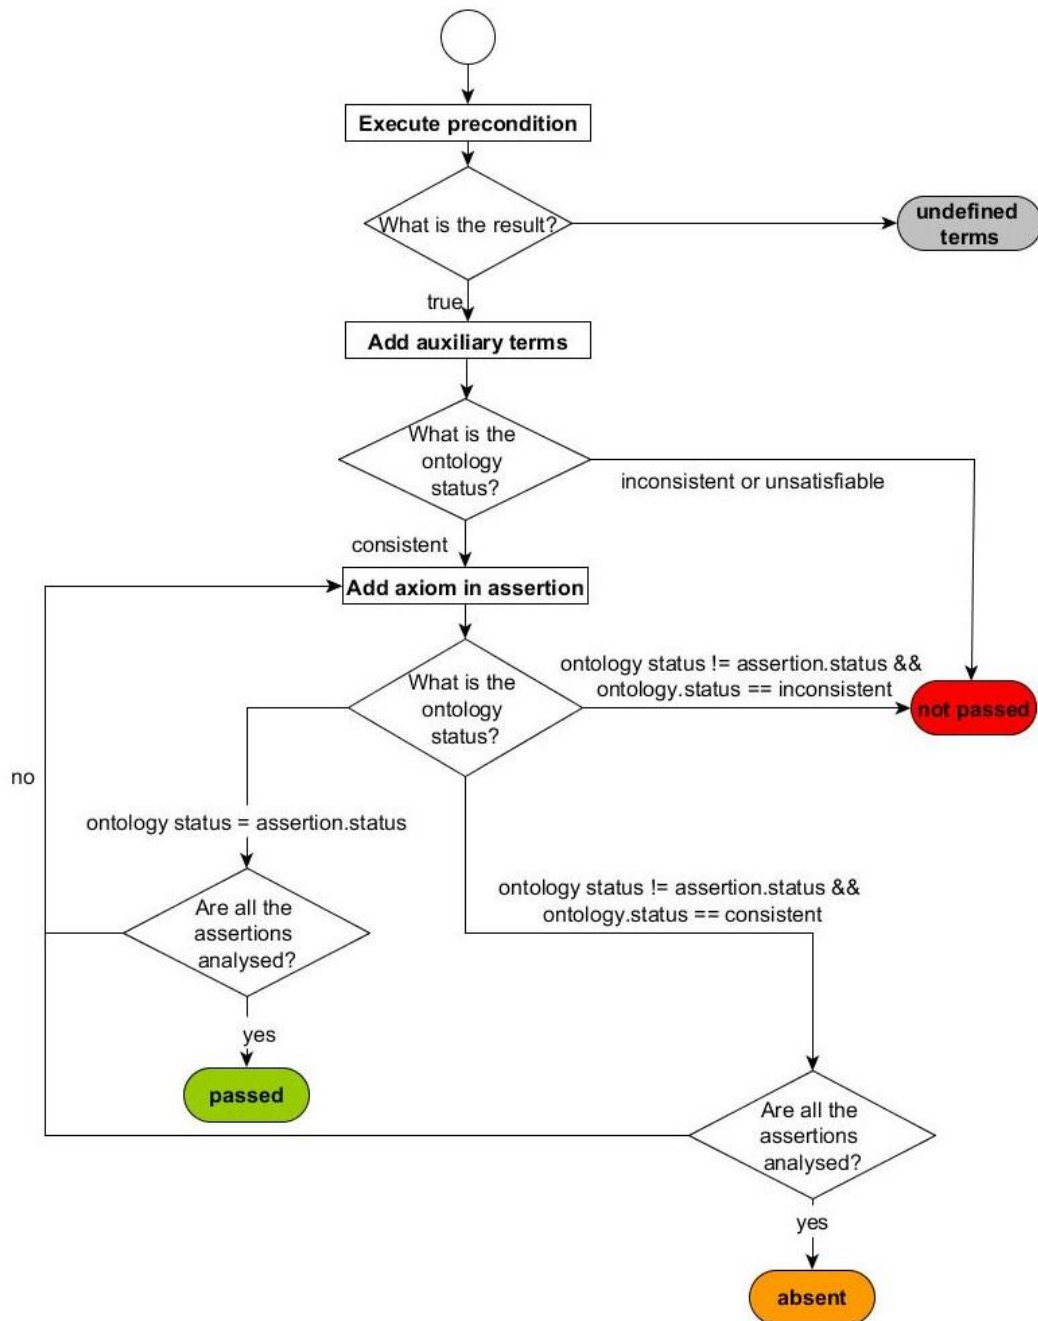 Execute precondition
What is the result?
undefined
terms
true
Add auxiliary terms
What is the
ontology
status?
inconsistent or unsatisfiable
consistent
Add axiom in assertion
ontology status != assertion.status &&
ontology.status == inconsistent
What is the
ontology
status?
not passed
no
ontology status = assertion.status
ontology status != assertion.status &&
ontology.status == consistent
Are all the
assertions
analysed?
yes
passed
Are all the
assertions
analysed?
yes
absent